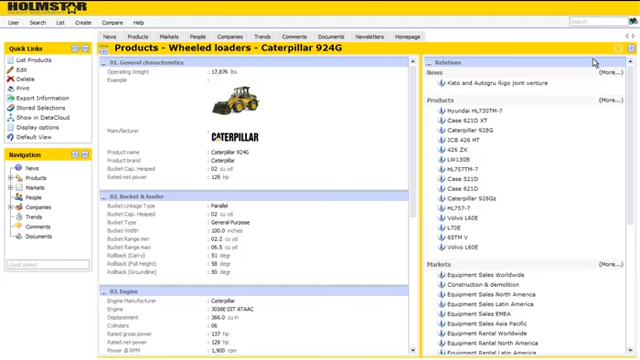 HOLMSTAR
User Search List Create Compare Help Search
News Products Markets People Companies Trends Comments Documents Newsletters Homepage
Quick Links
List Products
Edit
Delete
Print
Export Information
Stored Selections
Show in DataCloud
Display options
Default View
Navigation
News
Products
Markets
People
Companies
Trends
Comments
Documents
Quick Select
Products - Wheeled loaders - Caterpillar 924G
01. General characteristics
Operating Weight : 17,876 lbs
Example :
Manufacturer :
CATERPILLAR
Product name : Caterpillar 924G
Product brand : Caterpillar
Bucket Cap. Heaped : 02 cu yd
Rated net power : 129 hp
02. Bucket & loader
Bucket Linkage Type : Parallel
Bucket Cap. Heaped : 02 cu yd
Bucket Type : General Purpose
Bucket Width : 100.0 inches
Bucket Range min : 02.2 cu yd
Bucket Range max : 06.5 cu yd
Rollback (Carry) : 51 degr
Rollback (Full Height) : 58 degr
Rollback (Groundline) : 50 degr
03. Engine
Engine Manufacturer : Caterpillar
Engine : 3056E DIT ATAAC
Displacement : 366.0 cu in
Cylinders : 06
Rated gross power : 137 hp
Rated net power : 129 hp
Power @ RPM : 1,900 rpm
Relations
News (More...)
Kato and Autogru Rigo joint venture
Products (More...)
Hyundai HL730TM-7
Case 621D XT
Caterpillar 928G
JCB 426 HT
426 ZX
LW130B
HL757TM-7
Case 521D
Case 621D
Caterpillar 928Gz
HL757-7
Volvo L60E
L70E
65TM V
Volvo L60E
Markets (More...)
Equipment Sales Worldwide
Construction & demolition
Equipment Sales North America
Equipment Sales Latin America
Equipment Sales EMEA
Equipment Sales Asia Pacific
Equipment Rental Worldwide
Equipment Rental North America
Equipment Rental Latin America